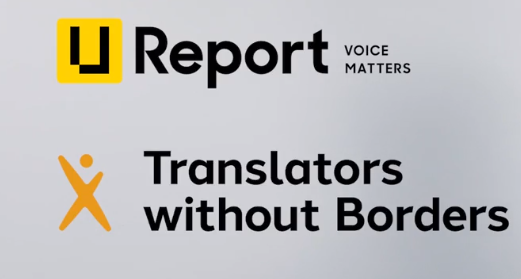 U Report VOICE
MATTERS
Translators
without Borders